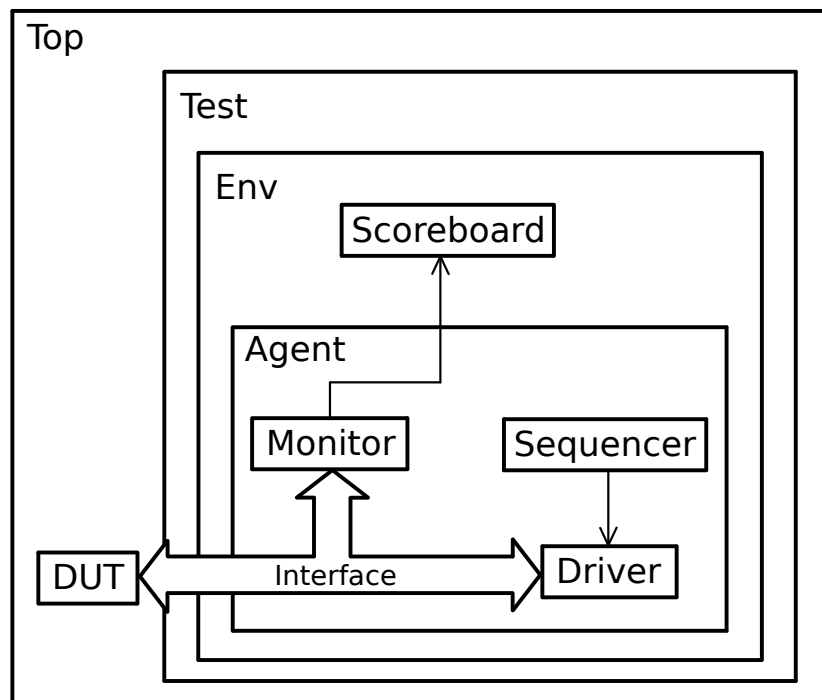 Top
Test
Env
Scoreboard
Agent
Monitor
Sequencer
DUT
Interface
Driver